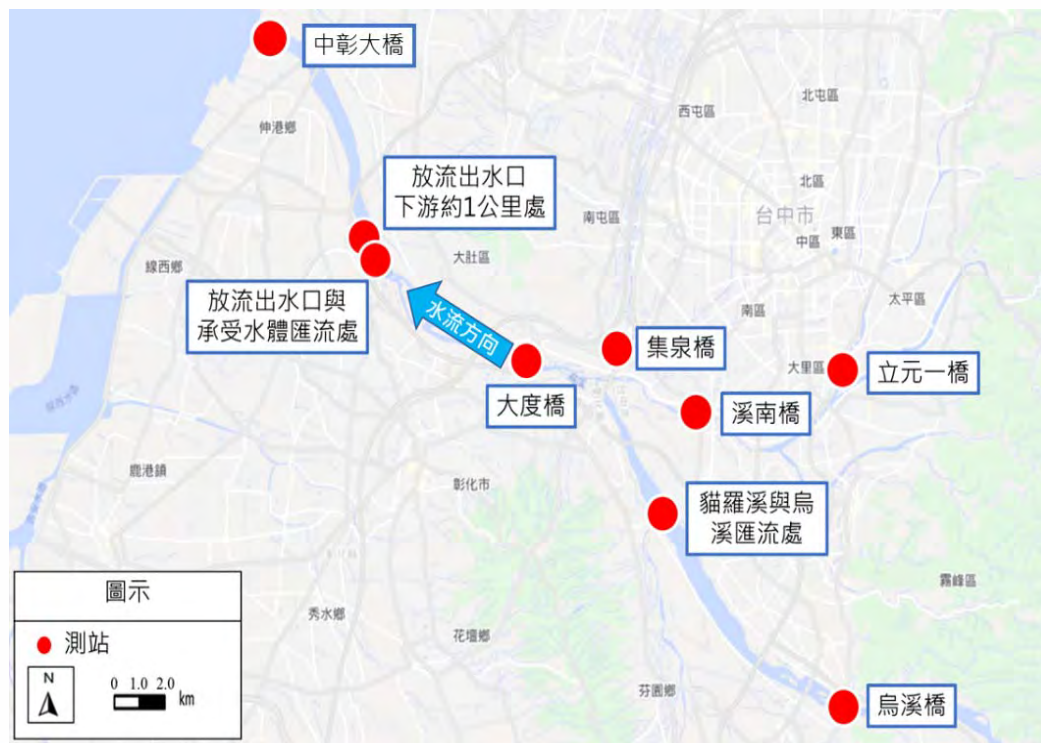 中彰大橋
北屯區
西屯區
伸港鄉
放流出水口
下游約1公里處
北區
南屯區
台中市
中區
東區
大肚區
線西鄉
放流出水口與
承受水體匯流處
太平區
南區
水流方向
集泉橋
大里區
立元一橋
大度橋
溪南橋
鹿港鎮
彰化市
貓羅溪與烏
溪匯流處
霧峰區
圖示
測站
N
0 1.0 2.0
km
秀水鄉
花壇鄉
芬園鄉
烏溪橋